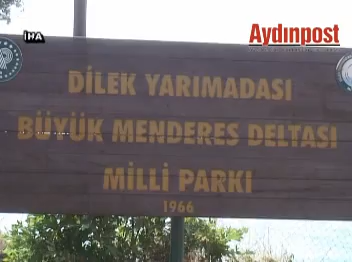 İHA
Aydınpost
DİLEK YARIMADASI
BÜYÜK MENDERES DELTASI
MİLLİ PARKI
1966